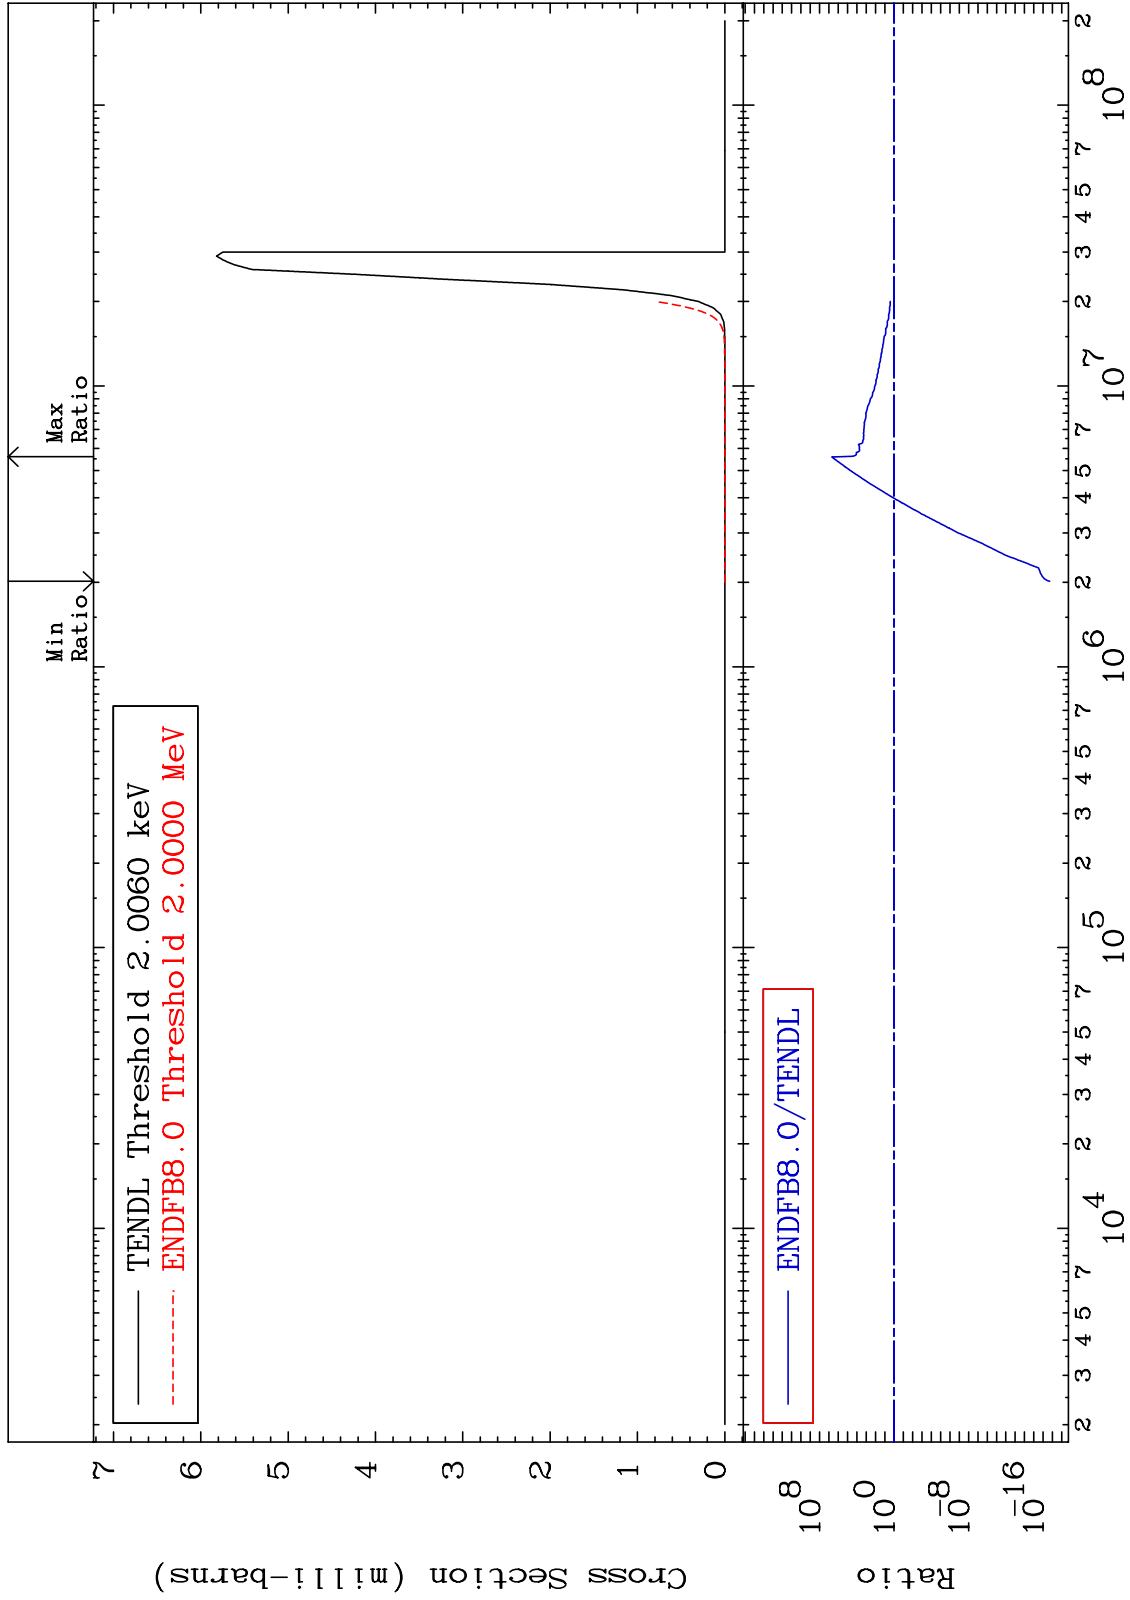 Min
Ratio
Max
Ratio
TENDL Threshold 2.0060 keV
ENDFB8.0 Threshold 2.0000 MeV
7
6
5
4
3
2
1
0
Cross Section (milli-barns)
ENDFB8.0/TENDL
10^8
10^0
10^-8
10^-16
Ratio
2 3 4 5 7 2 3 4 5 7 2 3 4 5 7 2 3 4 5 7 2 3 4 5 7 2
10^4 10^5 10^6 10^7 10^8